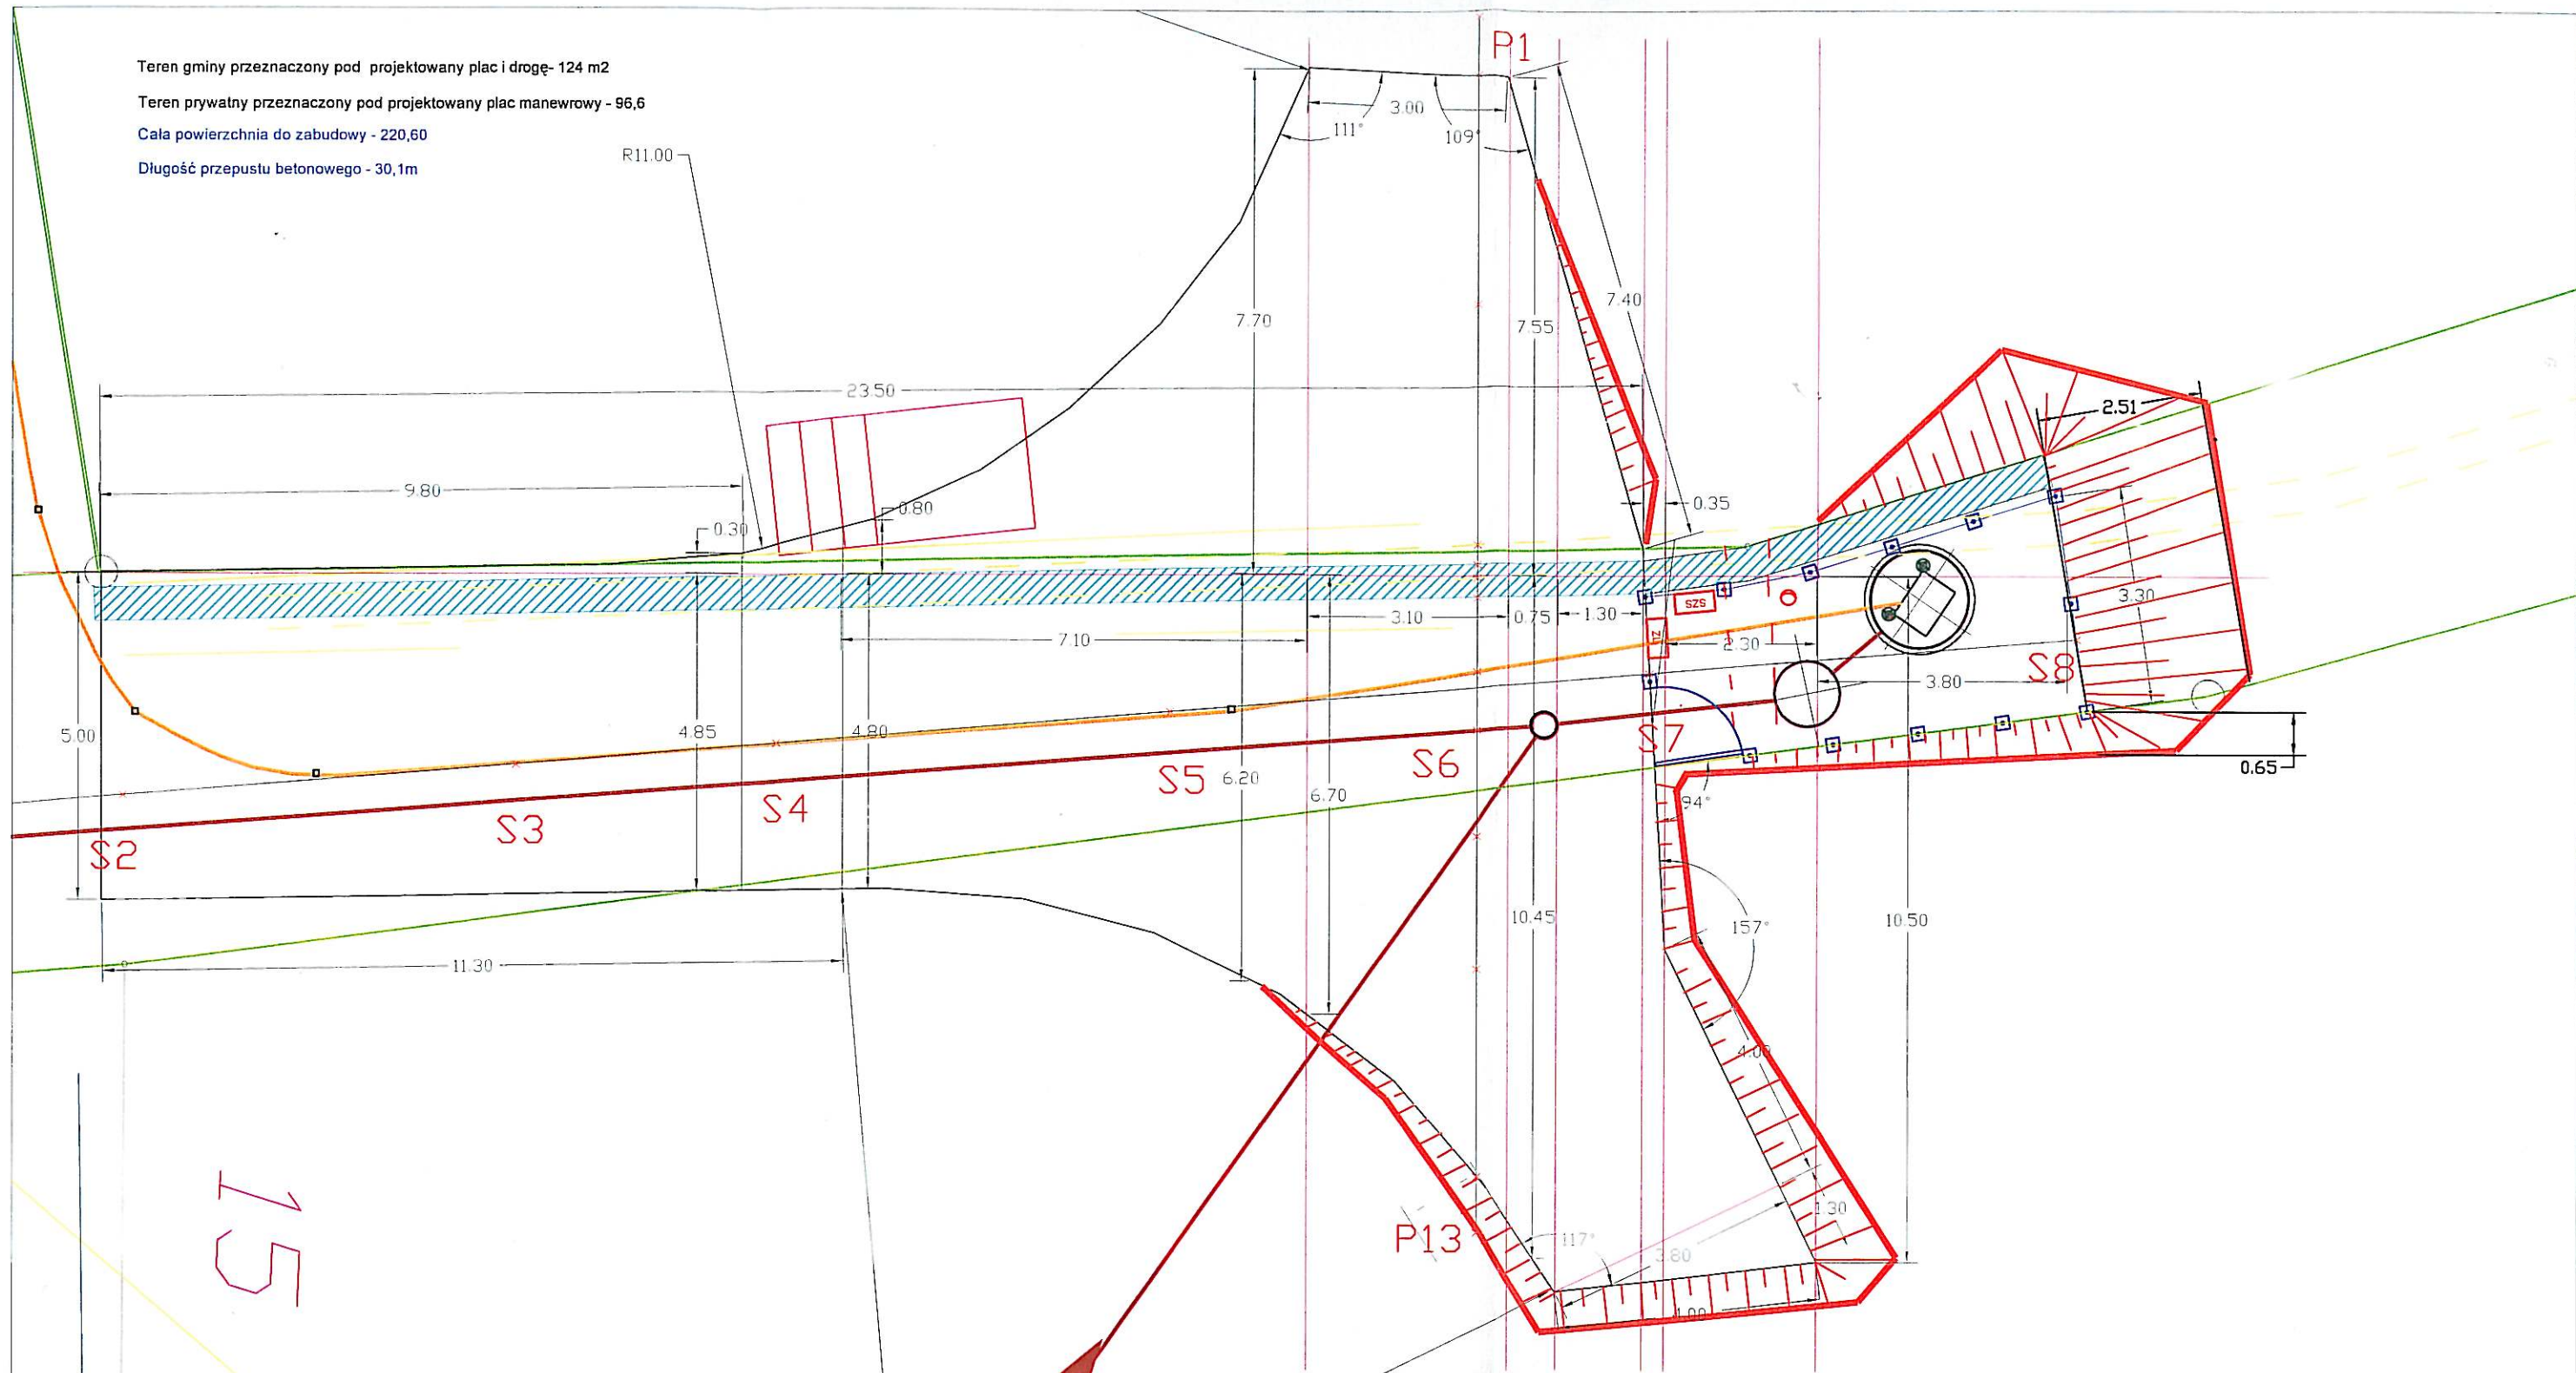 Teren gminy przeznaczony pod projektowany plac i drogę- 124 m2
Teren prywatny przeznaczony pod projektowany plac manewrowy - 96,6
Cała powierzchnia do zabudowy - 220,60
Długość przepustu betonowego - 30,1m
P1
3.00
111°
109°
R11.00
7.40
7.70
7.55
23.50
2.51
9.80
0.80
0.35
0.30
SZS
ZL
3.30
3.10
0.75
1.30
7.10
2.30
S8
3.80
5.00
4.85
4.80
S7
S6
S5
6.20
0.65
6.70
S4
94°
S3
S2
10.45
10.50
157°
11.30
4.00
15
1.30
P13
117°
3.80